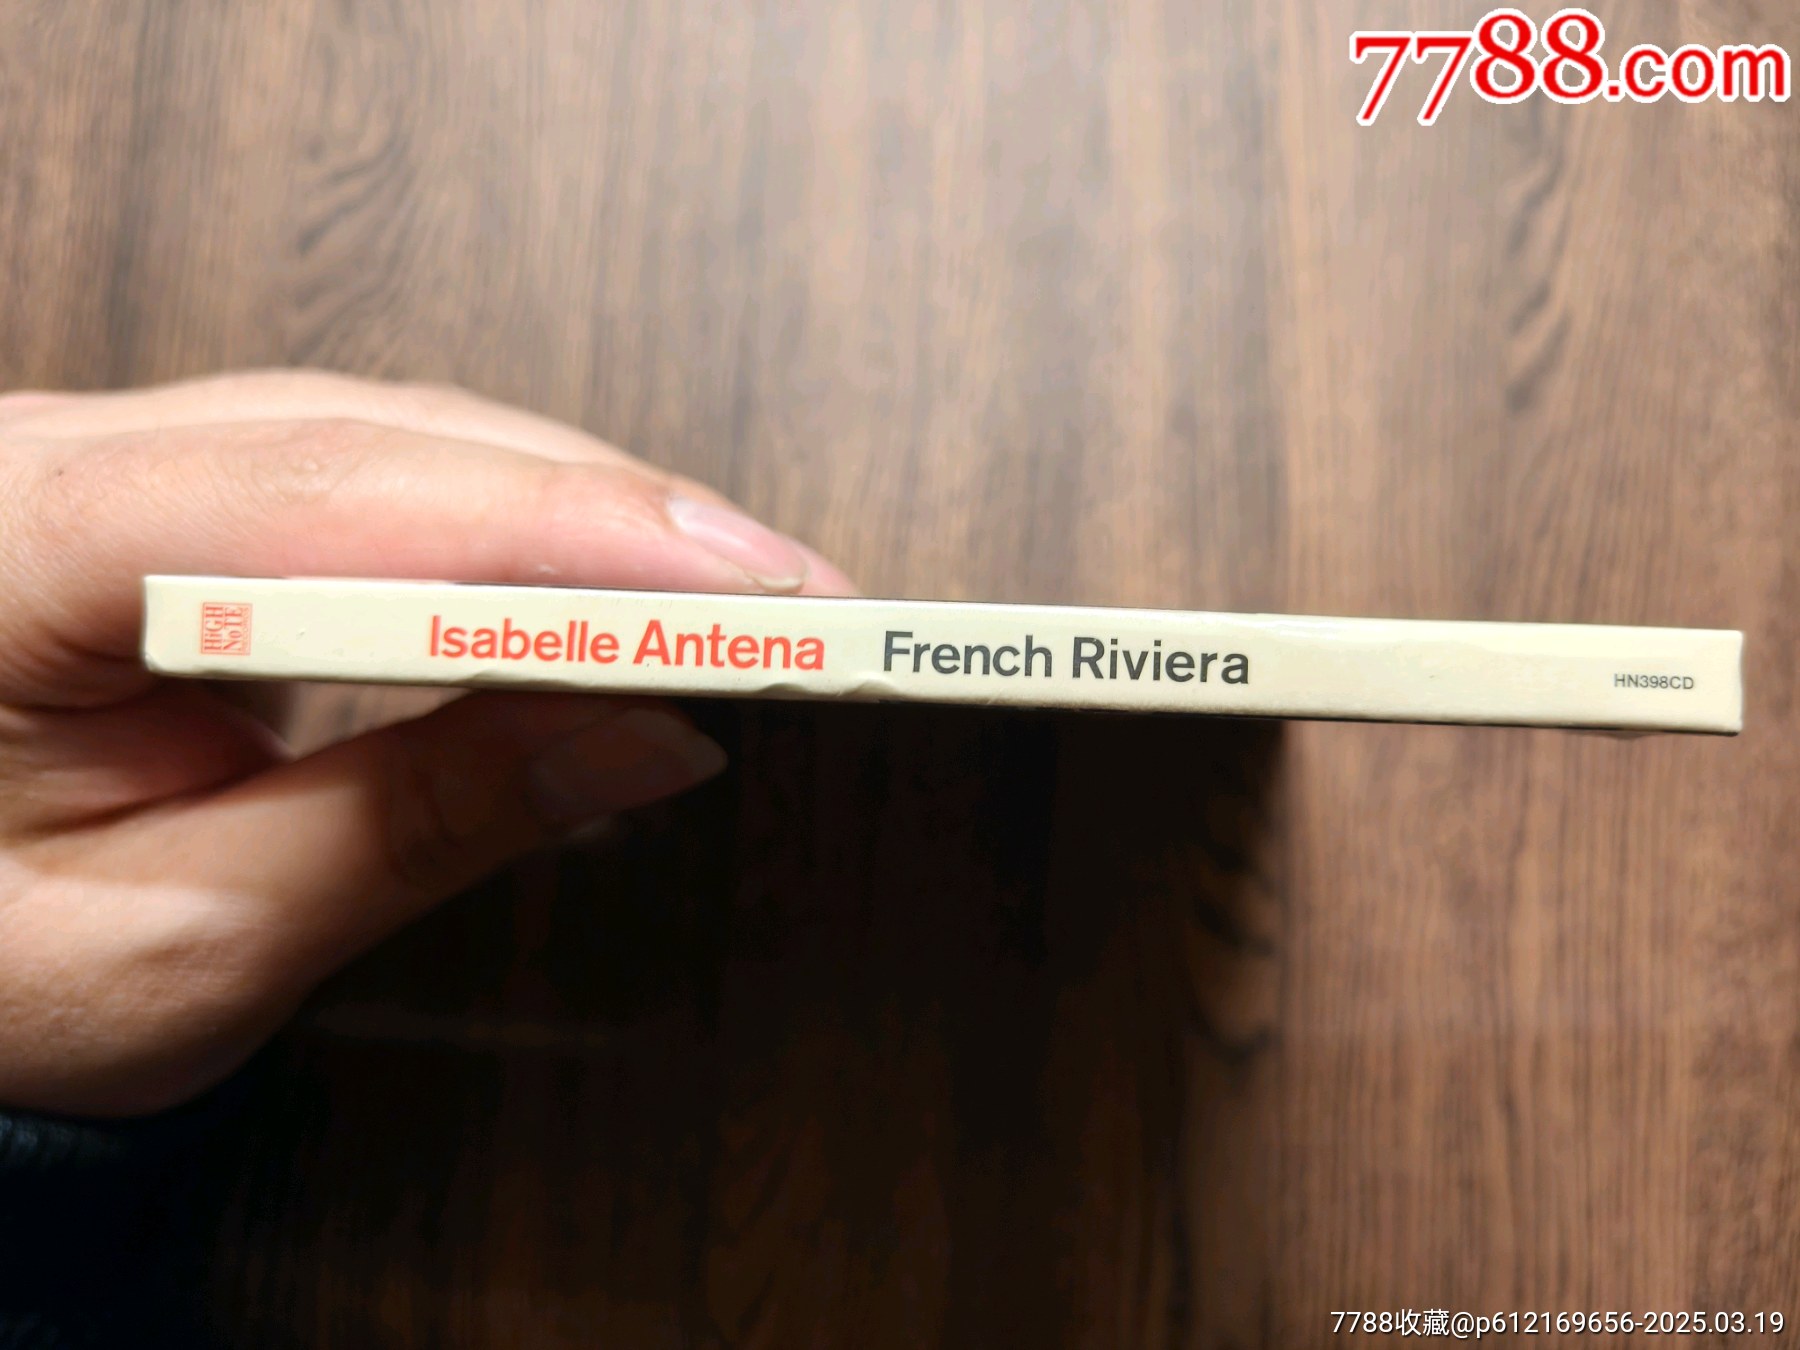 7788.com
HiGH
NOTE
Isabelle Antena French Riviera
HN398CD
7788收藏@p612169656-2025.03.19